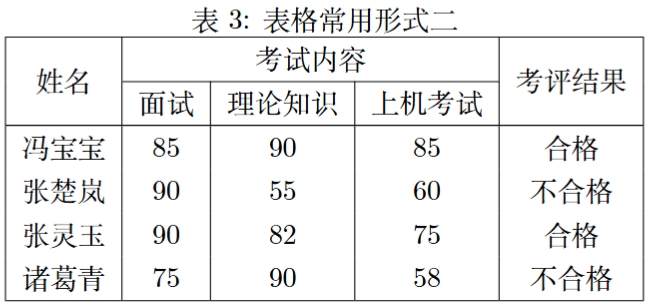 表 3: 表格常用形式二
姓名 考试内容 考评结果
面试 理论知识 上机考试
冯宝宝 85 90 85 合格
张楚岚 90 55 60 不合格
张灵玉 90 82 75 合格
诸葛青 75 90 58 不合格